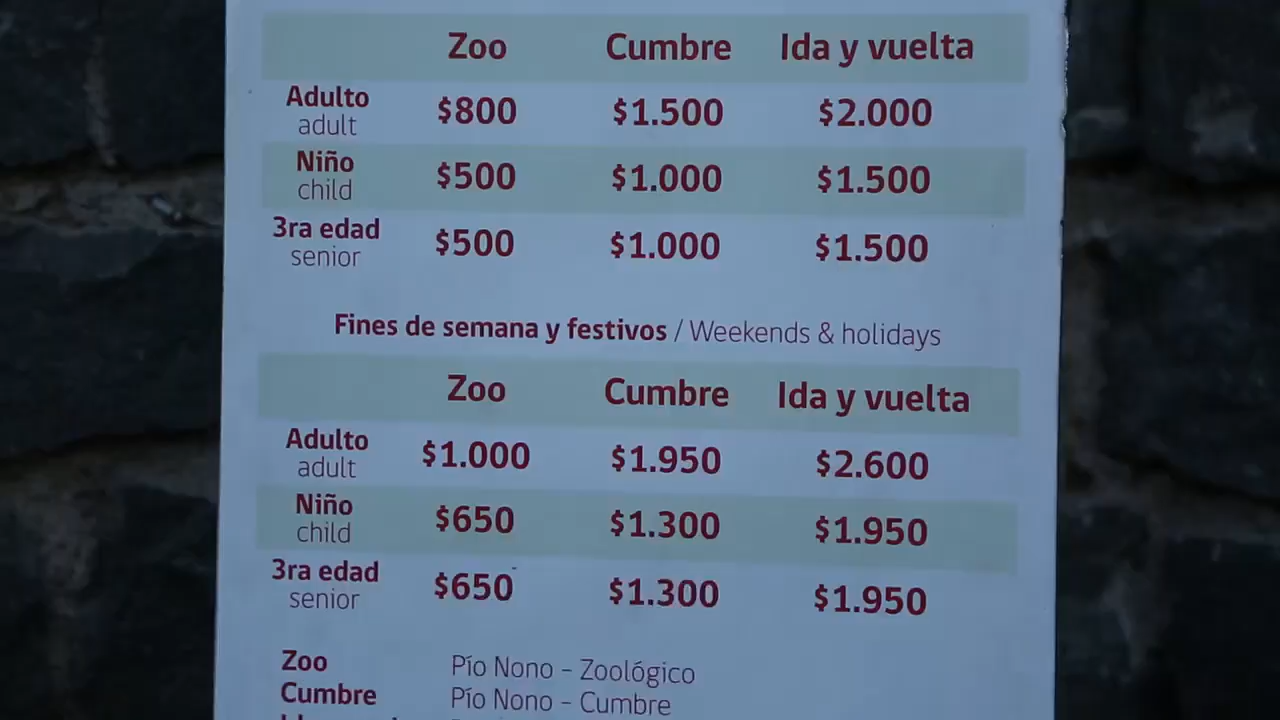 Zoo Cumbre Ida y vuelta
Adulto
adult
$800 $1.500 $2.000
Niño
child
$500 $1.000 $1.500
3ra edad
senior
$500 $1.000 $1.500
Fines de semana y festivos / Weekends & holidays
Zoo Cumbre Ida y vuelta
Adulto
adult
$1.000 $1.950 $2.600
Niño
child
$650 $1.300 $1.950
3ra edad
senior
$650 $1.300 $1.950
Zoo Pío Nono – Zoológico
Cumbre Pío Nono – Cumbre